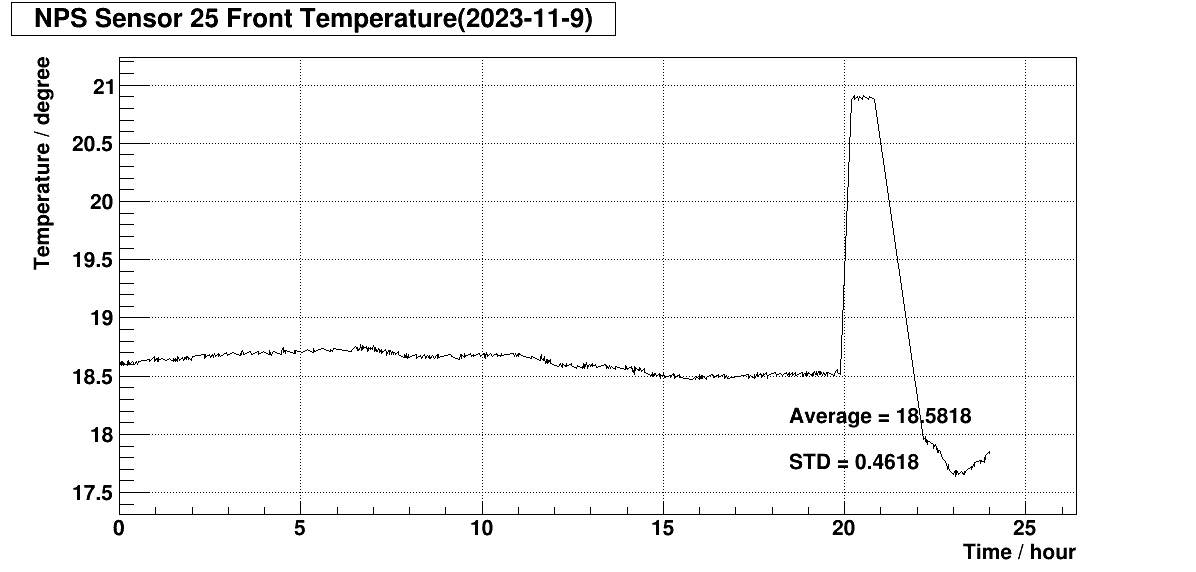 NPS Sensor 25 Front Temperature(2023-11-9)
Temperature / degree
21
20.5
20
19.5
19
18.5
18
17.5
Average = 18.5818
STD = 0.4618
0 5 10 15 20 25
Time / hour